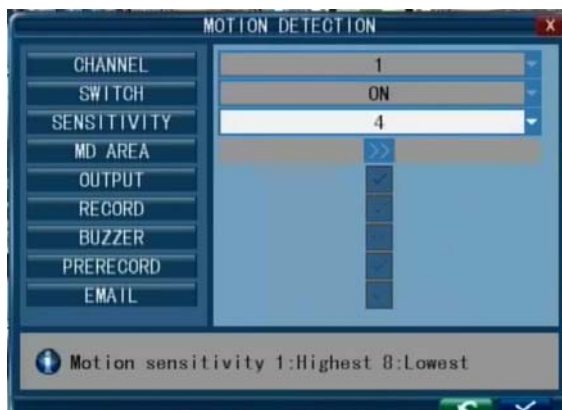 MOTION DETECTION X
CHANNEL 1
SWITCH ON
SENSITIVITY 4
MD AREA >>
OUTPUT
RECORD
BUZZER
PRERECORD
EMAIL
Motion sensitivity 1:Highest 8:Lowest